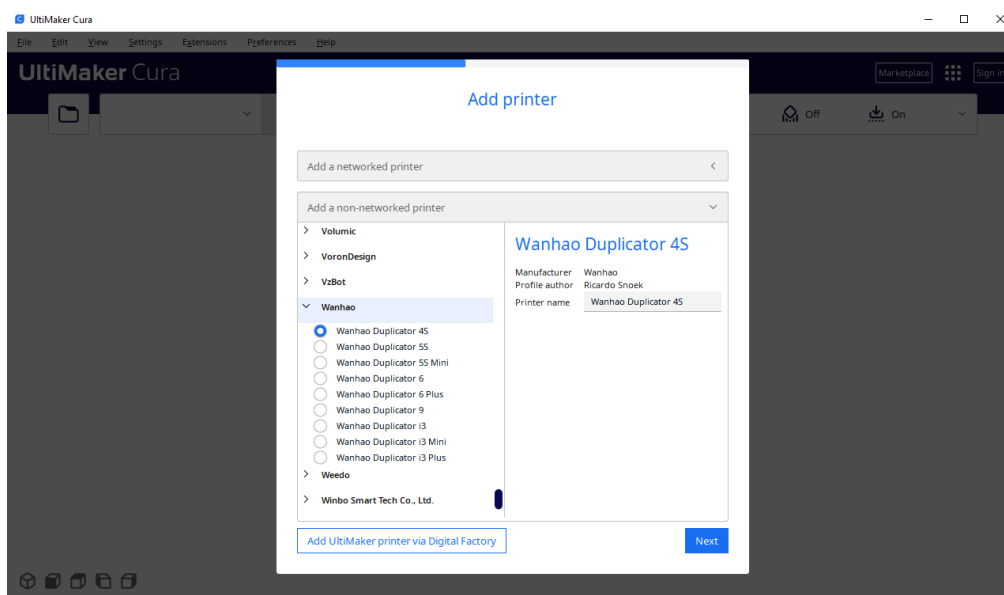 UltiMaker Cura
File Edit View Settings Extensions Preferences Help
UltiMaker Cura
Marketplace
Sign in
Off
On
Add printer
Add a networked printer
Add a non-networked printer
Volumic
VoronDesign
VzBot
Wanhao
Wanhao Duplicator 4S
Wanhao Duplicator 5S
Wanhao Duplicator 5S Mini
Wanhao Duplicator 6
Wanhao Duplicator 6 Plus
Wanhao Duplicator 9
Wanhao Duplicator i3
Wanhao Duplicator i3 Mini
Wanhao Duplicator i3 Plus
Weedo
Winbo Smart Tech Co., Ltd.
Wanhao Duplicator 4S
Manufacturer Wanhao
Profile author Ricardo Snoek
Printer name Wanhao Duplicator 4S
Add UltiMaker printer via Digital Factory
Next